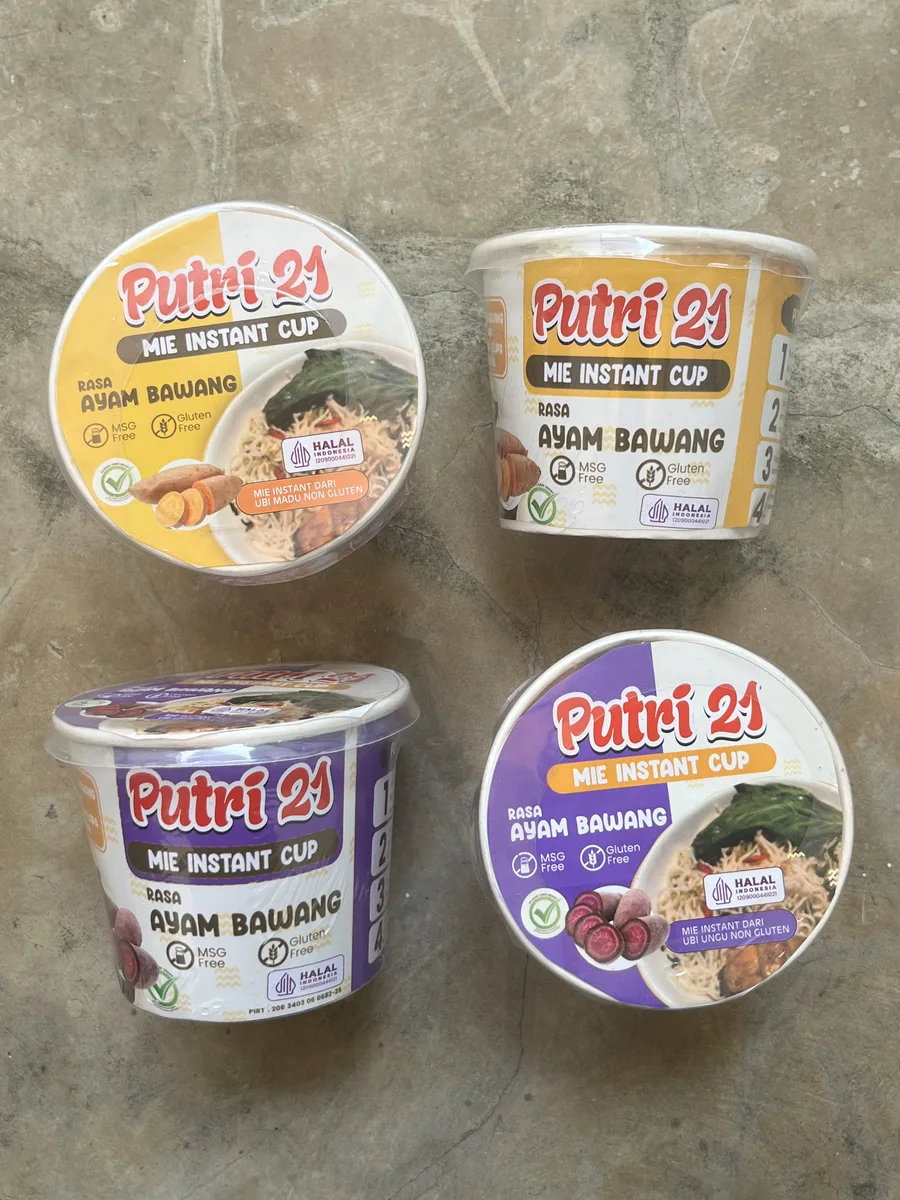 Putri 21
MIE INSTANT CUP
RASA
AYAM BAWANG
MSG
Free
Gluten
Free
HALAL
INDONESIA
MIE INSTANT DARI
UBI MADU NON GLUTEN
Putri 21
MIE INSTANT CUP
RASA
AYAM BAWANG
MSG
Free
Gluten
Free
HALAL
INDONESIA
1
2
3
4
Putri 21
MIE INSTANT CUP
RASA
AYAM BAWANG
MSG
Free
Gluten
Free
HALAL
INDONESIA
1
2
3
4
Putri 21
MIE INSTANT CUP
RASA
AYAM BAWANG
MSG
Free
Gluten
Free
HALAL
INDONESIA
MIE INSTANT DARI
UBI UNGU NON GLUTEN